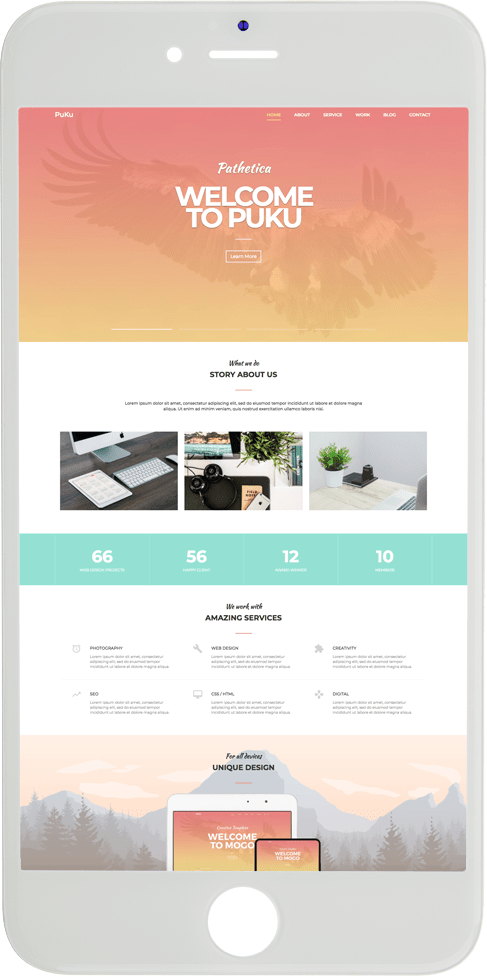 PuKu
HOME ABOUT SERVICE WORK BLOG CONTACT
Pathetica
WELCOME
TO PUKU
Learn More
What we do
STORY ABOUT US
Lorem ipsum dolor sit amet, consectetur adipiscing elit, sed do eiusmod tempor incididunt ut labore et dolore magna aliqua.
Ut enim ad minim veniam, quis nostrud exercitation ullamco laboris nisi.
FIELD NOTES
66 56 12 10
WEB DESIGN PROJECTS HAPPY CLIENT AWARD WINNER MEMBERS
We work with
AMAZING SERVICES
PHOTOGRAPHY
Lorem ipsum dolor sit amet, consectetur
adipiscing elit, sed do eiusmod tempor
incididunt ut labore et dolore magna aliqua.
WEB DESIGN
Lorem ipsum dolor sit amet, consectetur
adipiscing elit, sed do eiusmod tempor
incididunt ut labore et dolore magna aliqua.
CREATIVITY
Lorem ipsum dolor sit amet, consectetur
adipiscing elit, sed do eiusmod tempor
incididunt ut labore et dolore magna aliqua.
SEO
Lorem ipsum dolor sit amet, consectetur
adipiscing elit, sed do eiusmod tempor
incididunt ut labore et dolore magna aliqua.
CSS / HTML
Lorem ipsum dolor sit amet, consectetur
adipiscing elit, sed do eiusmod tempor
incididunt ut labore et dolore magna aliqua.
DIGITAL
Lorem ipsum dolor sit amet, consectetur
adipiscing elit, sed do eiusmod tempor
incididunt ut labore et dolore magna aliqua.
For all devices
UNIQUE DESIGN
Creative Template
WELCOME
TO MOGO
WELCOME
TO MOGO